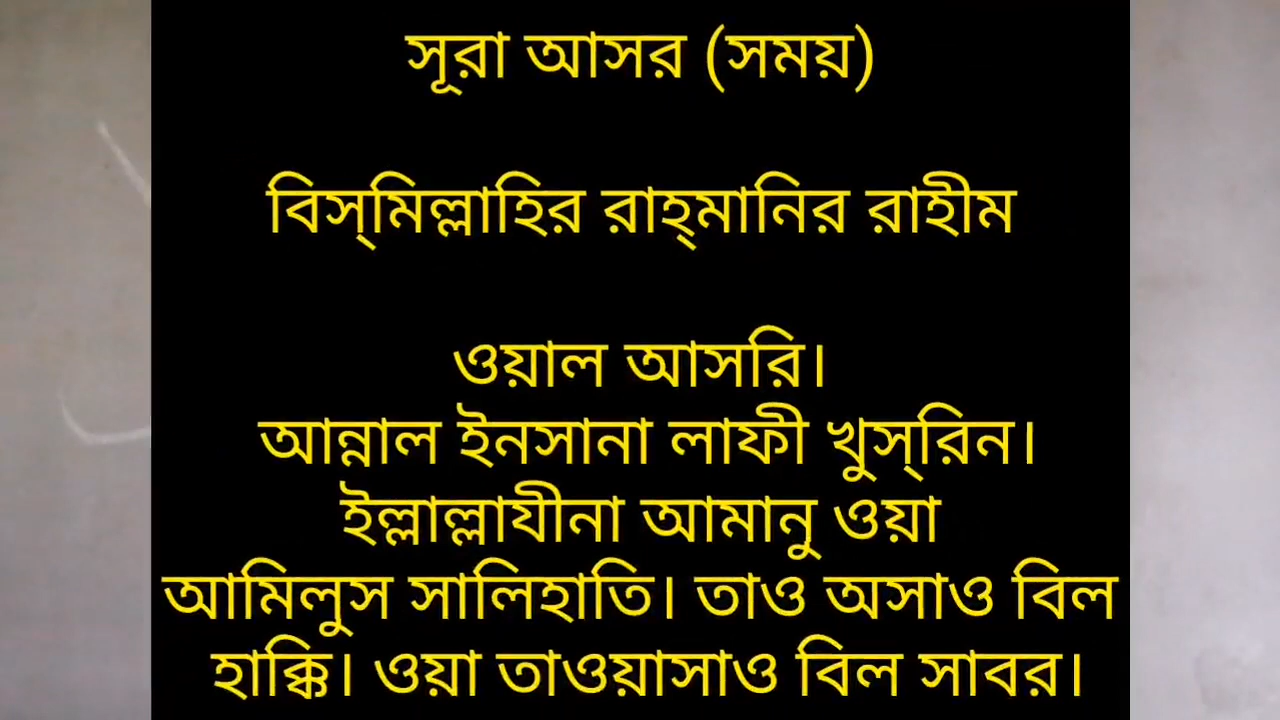 সূরা আসর (সময়)
বিস্‌মিল্লাহির রাহ্‌মানির রাহীম
ওয়াল আসরি।
আন্নাল ইনসানা লাফী খুস্‌রিন।
ইল্লাল্লাযীনা আমানু ওয়া
আমিলুস সালিহাতি। তাও অসাও বিল
হাক্কি। ওয়া তাওয়াসাও বিল সাবর।